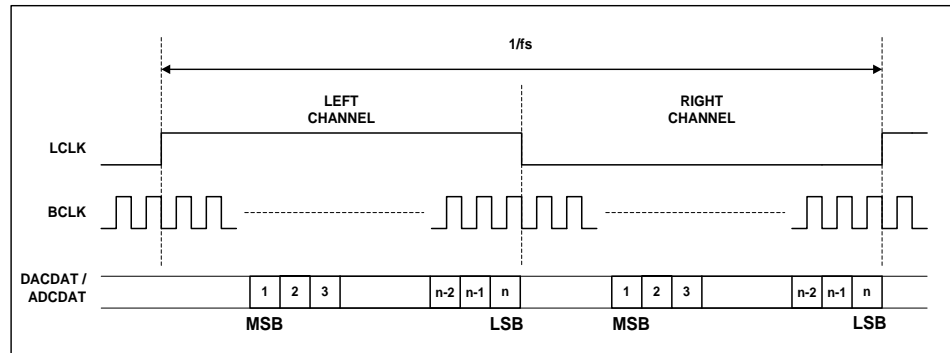 1/fs
LEFT
CHANNEL
RIGHT
CHANNEL
LCLK
BCLK
DACDAT /
ADCDAT
1 2 3 n-2 n-1 n 1 2 3 n-2 n-1 n
MSB LSB MSB LSB